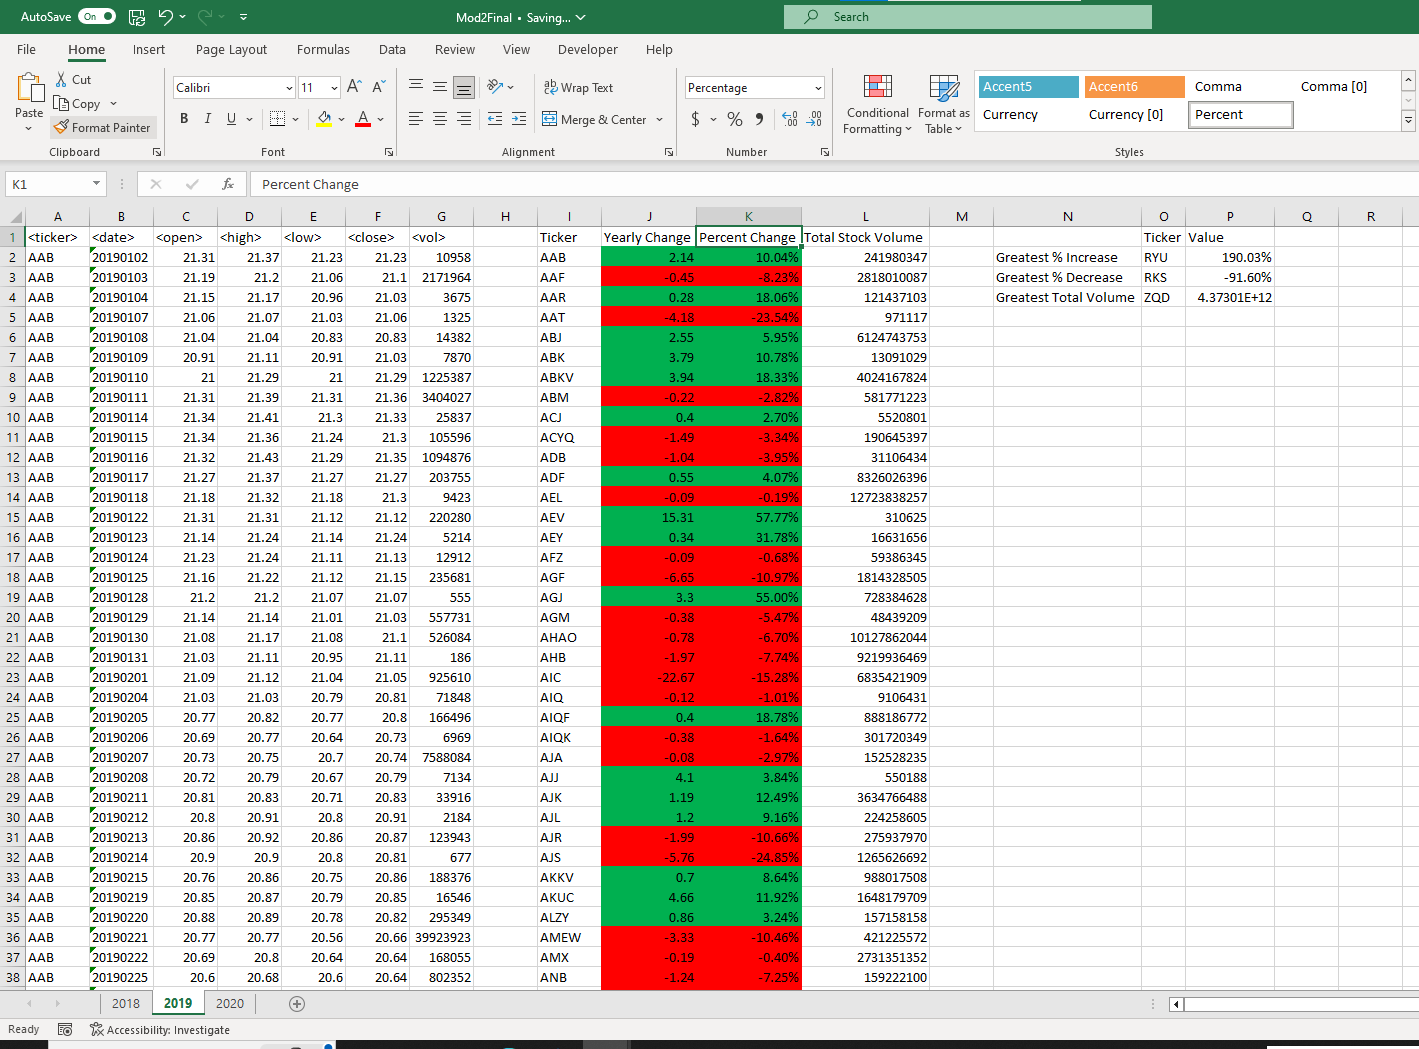 AutoSave On Mod2Final • Saving... Search
File Home Insert Page Layout Formulas Data Review View Developer Help
Paste Cut Copy Format Painter Clipboard
Calibri 11 A A B I U A Font
ab Wrap Text Merge & Center Alignment
Percentage $ % 9 .00 .00 Number
Conditional Formatting Format as Table
Accent5 Accent6 Comma Comma [0]
Currency Currency [0] Percent
Styles
K1 fx Percent Change
A B C D E F G H I J K L M N O P Q R
1 <ticker> <date> <open> <high> <low> <close> <vol> Ticker Yearly Change Percent Change Total Stock Volume Ticker Value
2 AAB 20190102 21.31 21.37 21.23 21.23 10958 AAB 2.14 10.04% 241980347 Greatest % Increase RYU 190.03%
3 AAB 20190103 21.19 21.2 21.06 21.1 2171964 AAF -0.45 -8.23% 2818010087 Greatest % Decrease RKS -91.60%
4 AAB 20190104 21.15 21.17 20.96 21.03 3675 AAR 0.28 18.06% 121437103 Greatest Total Volume ZQD 4.37301E+12
5 AAB 20190107 21.06 21.07 21.03 21.06 1325 AAT -4.18 -23.54% 971117
6 AAB 20190108 21.04 21.04 20.83 20.83 14382 ABJ 2.55 5.95% 6124743753
7 AAB 20190109 20.91 21.11 20.91 21.03 7870 ABK 3.79 10.78% 13091029
8 AAB 20190110 21 21.29 21 21.29 1225387 ABKV 3.94 18.33% 4024167824
9 AAB 20190111 21.31 21.39 21.31 21.36 3404027 ABM -0.22 -2.82% 581771223
10 AAB 20190114 21.34 21.41 21.3 21.33 25837 ACJ 0.4 2.70% 5520801
11 AAB 20190115 21.34 21.36 21.24 21.3 105596 ACYQ -1.49 -3.34% 190645397
12 AAB 20190116 21.32 21.43 21.29 21.35 1094876 ADB -1.04 -3.95% 31106434
13 AAB 20190117 21.27 21.37 21.27 21.27 203755 ADF 0.55 4.07% 8326026396
14 AAB 20190118 21.18 21.32 21.18 21.3 9423 AEL -0.09 -0.19% 12723838257
15 AAB 20190122 21.31 21.31 21.12 21.12 220280 AEV 15.31 57.77% 310625
16 AAB 20190123 21.14 21.24 21.14 21.24 5214 AEY 0.34 31.78% 16631656
17 AAB 20190124 21.23 21.24 21.11 21.13 12912 AFZ -0.09 -0.68% 59386345
18 AAB 20190125 21.16 21.22 21.12 21.15 235681 AGF -6.65 -10.97% 1814328505
19 AAB 20190128 21.2 21.2 21.07 21.07 555 AGJ 3.3 55.00% 728384628
20 AAB 20190129 21.14 21.14 21.01 21.03 557731 AGM -0.38 -5.47% 48439209
21 AAB 20190130 21.08 21.17 21.08 21.1 526084 AHAO -0.78 -6.70% 10127862044
22 AAB 20190131 21.03 21.11 20.95 21.11 186 AHB -1.97 -7.74% 9219936469
23 AAB 20190201 21.09 21.12 21.04 21.05 925610 AIC -22.67 -15.28% 6835421909
24 AAB 20190204 21.03 21.03 20.79 20.81 71848 AIQ -0.12 -1.01% 9106431
25 AAB 20190205 20.77 20.82 20.77 20.8 166496 AIQF 0.4 18.78% 888186772
26 AAB 20190206 20.69 20.77 20.64 20.73 6969 AIQK -0.38 -1.64% 301720349
27 AAB 20190207 20.73 20.75 20.7 20.74 7588084 AJA -0.08 -2.97% 152528235
28 AAB 20190208 20.72 20.79 20.67 20.79 7134 AJJ 4.1 3.84% 550188
29 AAB 20190211 20.81 20.83 20.71 20.83 33916 AJK 1.19 12.49% 3634766488
30 AAB 20190212 20.8 20.91 20.8 20.91 2184 AJL 1.2 9.16% 224258605
31 AAB 20190213 20.86 20.92 20.86 20.87 123943 AJR -1.99 -10.66% 275937970
32 AAB 20190214 20.9 20.9 20.8 20.81 677 AJS -5.76 -24.85% 1265626692
33 AAB 20190215 20.76 20.86 20.75 20.86 188376 AKKV 0.7 8.64% 988017508
34 AAB 20190219 20.85 20.87 20.79 20.85 16546 AKUC 4.66 11.92% 1648179709
35 AAB 20190220 20.88 20.89 20.78 20.82 295349 ALZY 0.86 3.24% 157158158
36 AAB 20190221 20.77 20.77 20.56 20.66 39923923 AMEW -3.33 -10.46% 421225572
37 AAB 20190222 20.69 20.8 20.64 20.64 168055 AMX -0.19 -0.40% 2731351352
38 AAB 20190225 20.6 20.68 20.6 20.64 802352 ANB -1.24 -7.25% 159222100
2018 2019 2020
Ready Accessibility: Investigate